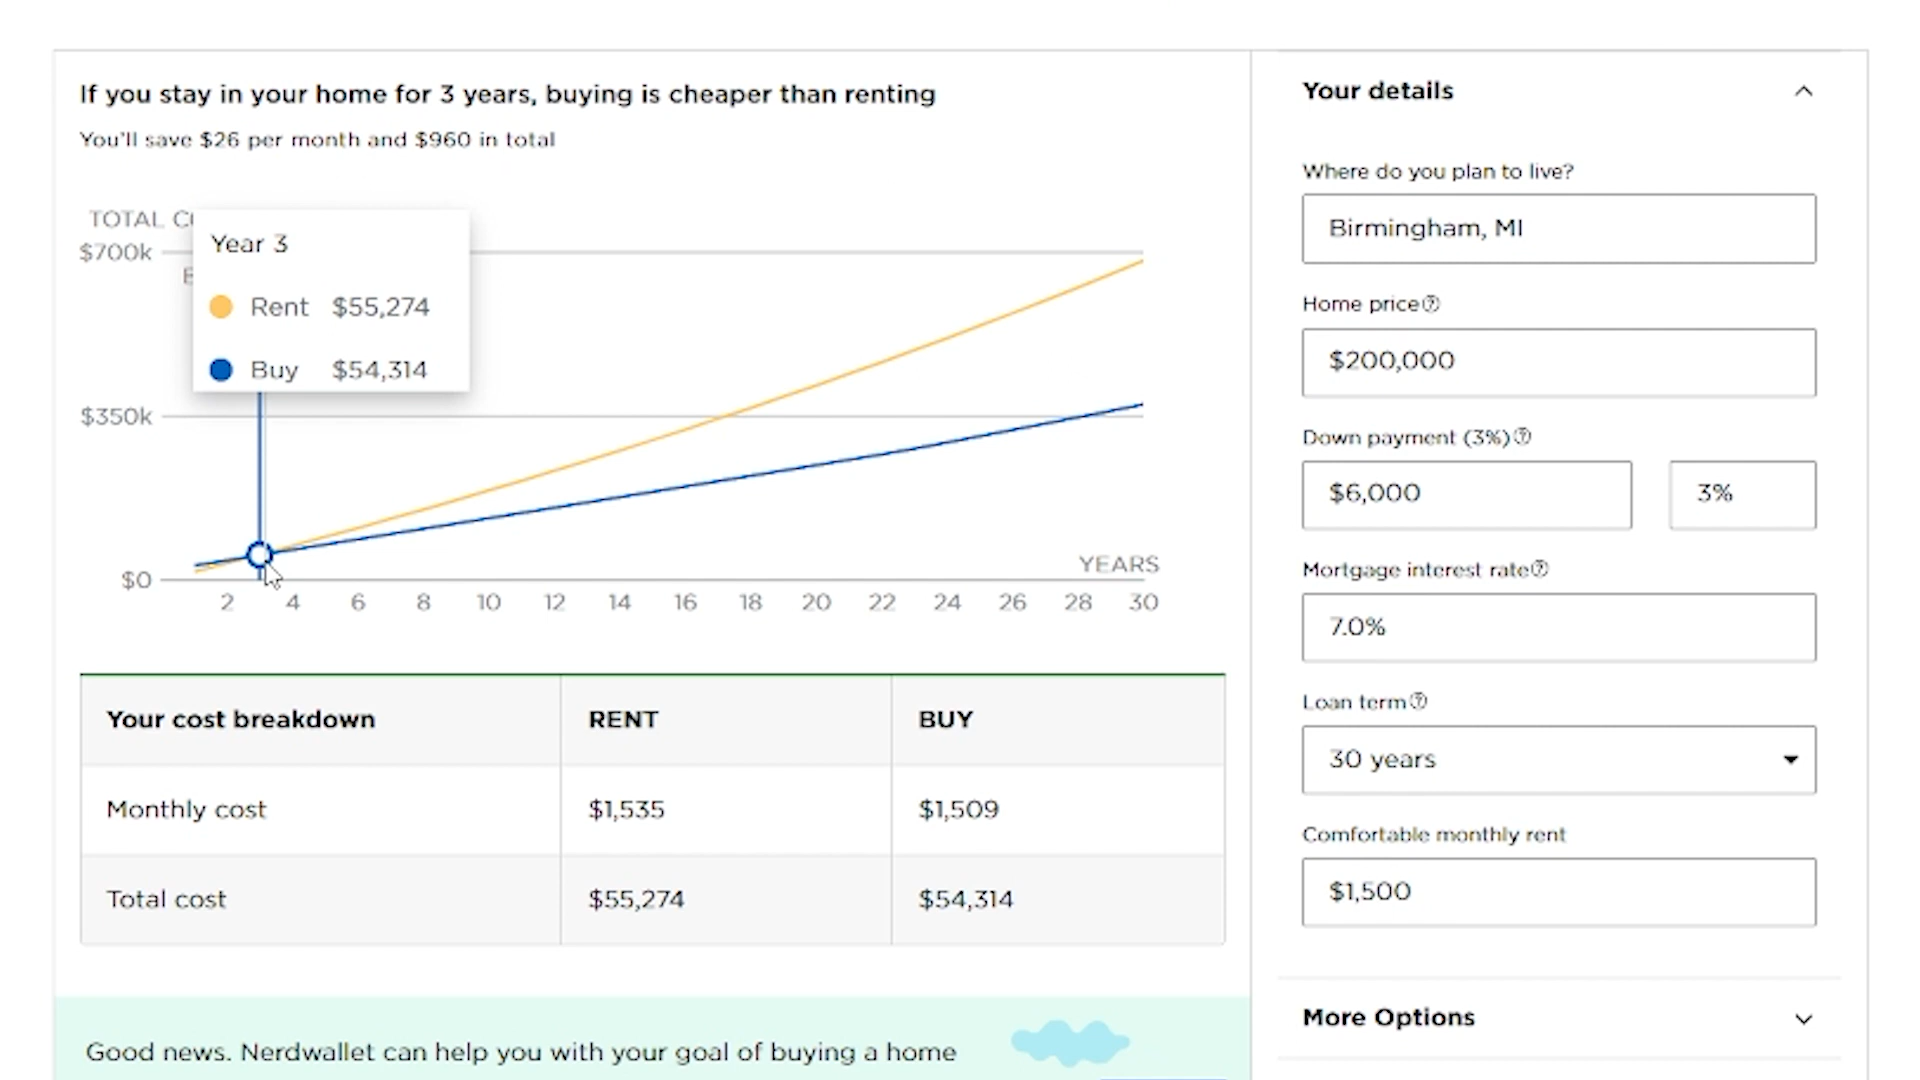 If you stay in your home for 3 years, buying is cheaper than renting
You'll save $26 per month and $960 in total
TOTAL
$700k
Year 3
Rent $55,274
Buy $54,314
$350k
$0
YEARS
2 4 6 8 10 12 14 16 18 20 22 24 26 28 30
Your cost breakdown RENT BUY
Monthly cost $1,535 $1,509
Total cost $55,274 $54,314
Good news. Nerdwallet can help you with your goal of buying a home
Your details
Where do you plan to live?
Birmingham, MI
Home price
$200,000
Down payment (3%)
$6,000 3%
Mortgage interest rate
7.0%
Loan term
30 years
Comfortable monthly rent
$1,500
More Options